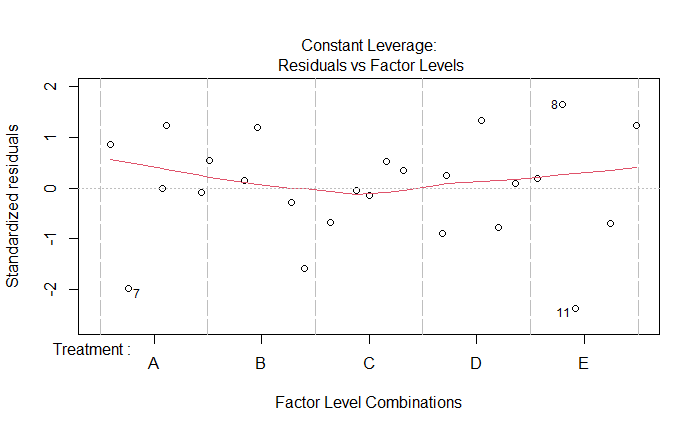 Constant Leverage:
Residuals vs Factor Levels
Standardized residuals
2
1
0
-1
-2
8
7
11
Treatment :
A B C D E
Factor Level Combinations